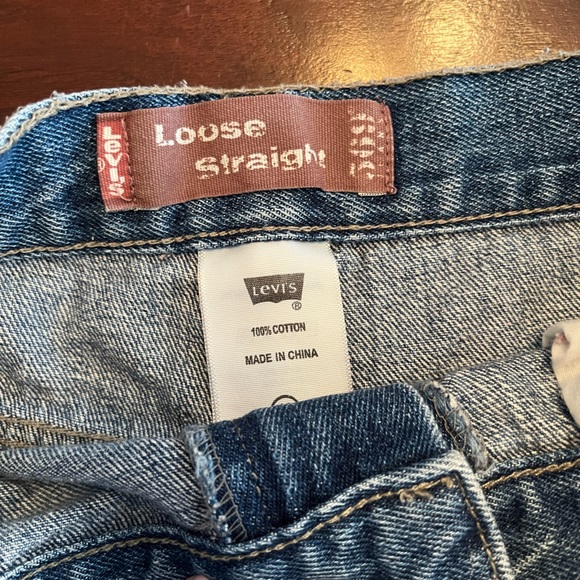 Levi's
®
Loose
Straight
569
Levi's
®
100% COTTON
MADE IN CHINA